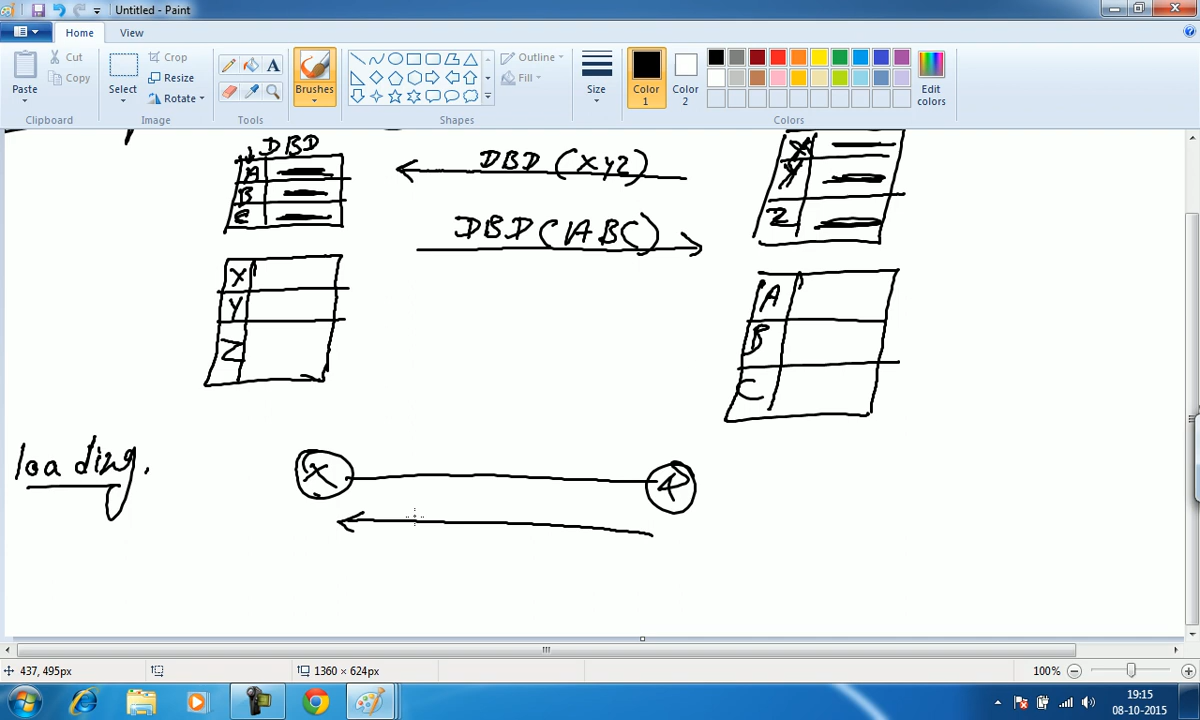 Untitled - Paint
Home
View
Paste
Cut
Copy
Clipboard
Select
Crop
Resize
Rotate
Image
Tools
Brushes
Shapes
Outline
Fill
Size
Color 1
Color 2
Edit colors
Colors
DBD
A
B
C
DBD (XYZ)
DBD (ABC)
X
Y
Z
X
Y
Z
A
B
C
loading.
X
1360 × 624px
437, 495px
100%
19:15
08-10-2015